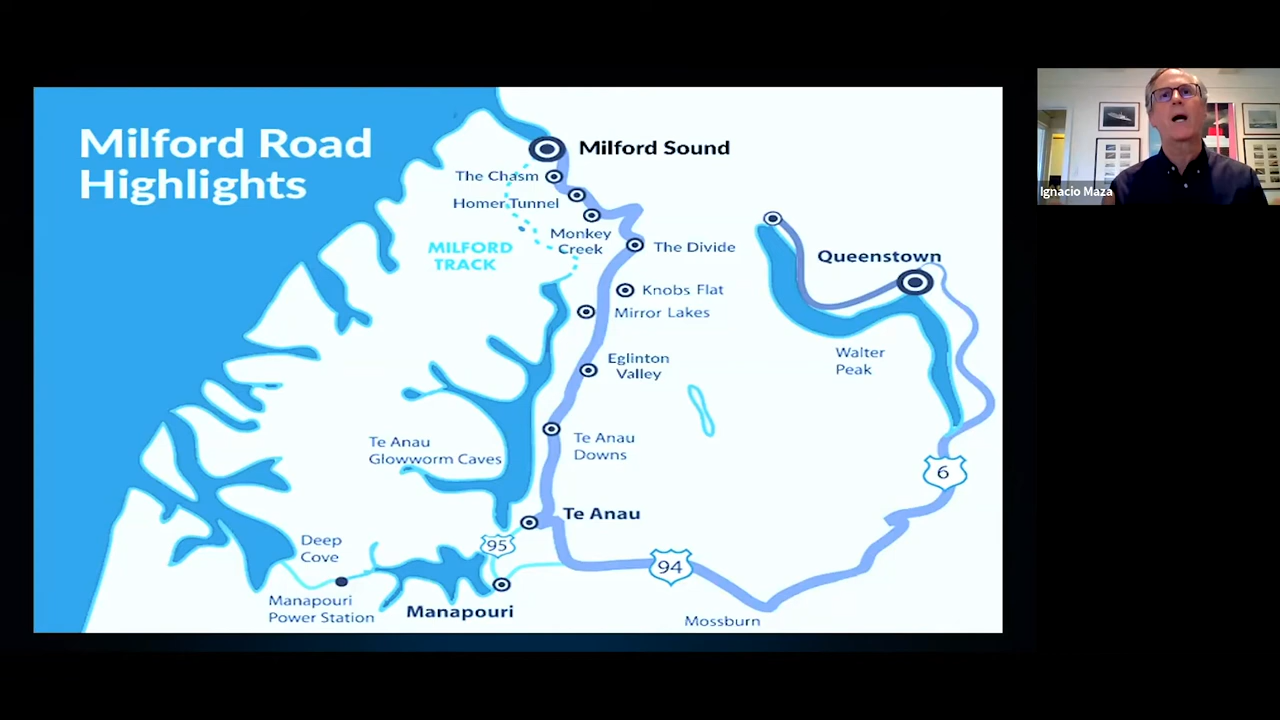 Milford Road
Highlights
Milford Sound
The Chasm
Homer Tunnel
Monkey
Creek
MILFORD
TRACK
The Divide
Knobs Flat
Mirror Lakes
Eglinton
Valley
Queenstown
Walter
Peak
Te Anau
Glowworm Caves
Te Anau
Downs
6
Te Anau
95
94
Deep
Cove
Manapouri
Power Station
Manapouri
Mossburn
Ignacio Maza